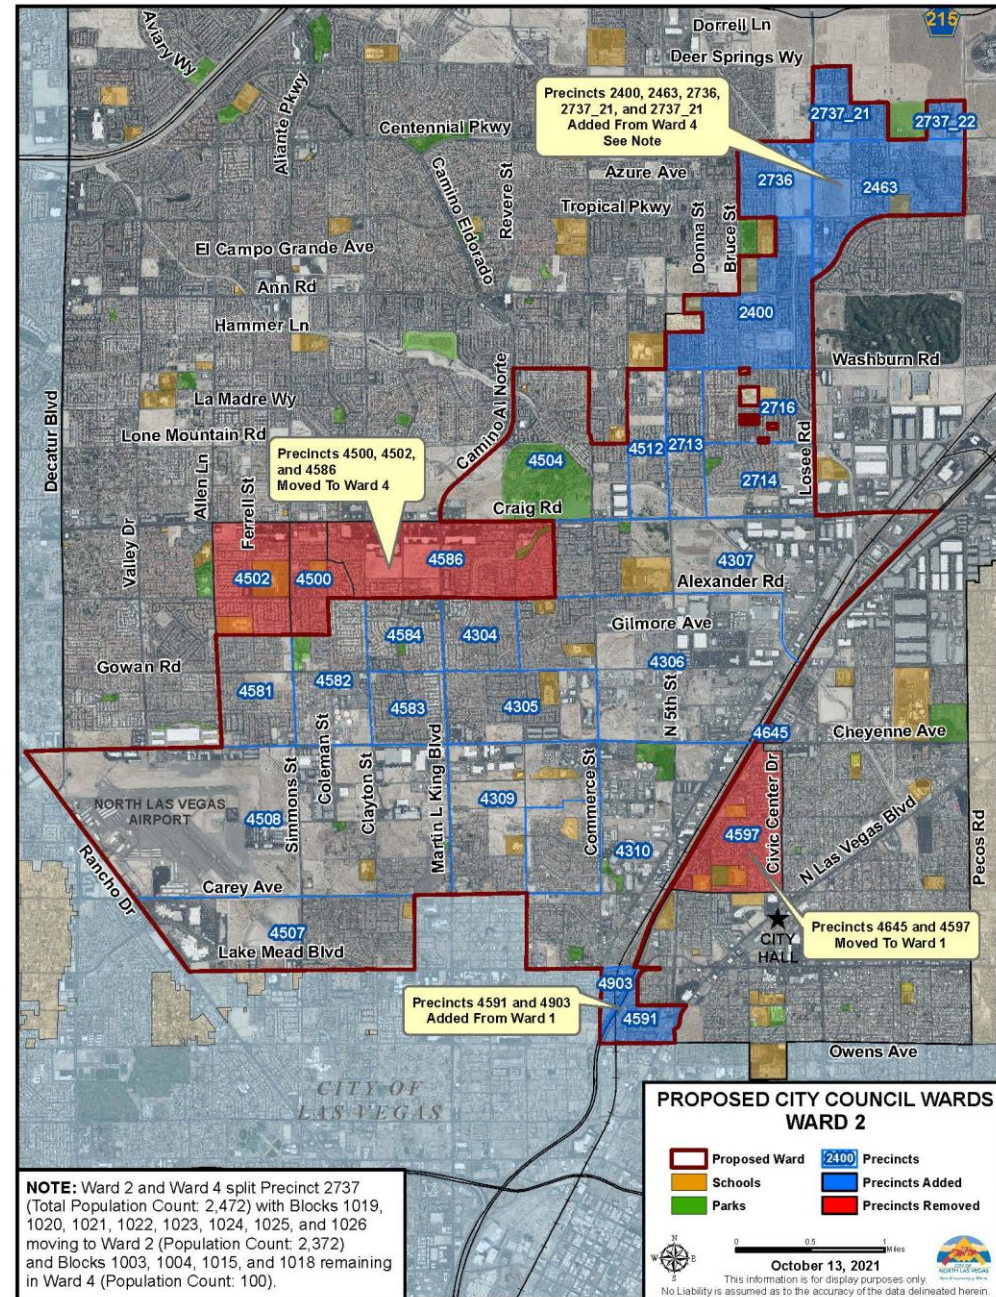 Dorrell Ln
215
Aviary Wy
Deer Springs Wy
Precincts 2400, 2463, 2736,
2737_21, and 2737_21
Added From Ward 4
See Note
2737_21
2737_22
Aliante Pkwy
Centennial Pkwy
Camino Eldorado
Revere St
Azure Ave
2736
2463
Tropical Pkwy
Donna St
Bruce St
El Campo Grande Ave
Ann Rd
2400
Hammer Ln
Washburn Rd
Decatur Blvd
La Madre Wy
Camino Al Norte
2716
Lone Mountain Rd
4512
2713
Losee Rd
Precincts 4500, 4502,
and 4586
Moved To Ward 4
4504
2714
Allen Ln
Ferrell St
Craig Rd
Valley Dr
4586
4307
4502
4500
Alexander Rd
Gilmore Ave
4584
4304
Gowan Rd
4306
4581
4582
N 5th St
4583
4305
4645
Cheyenne Ave
Simmons St
Coleman St
Clayton St
Martin L King Blvd
Commerce St
Civic Center Dr
NORTH LAS VEGAS
AIRPORT
4309
N Las Vegas Blvd
Pecos Rd
4508
4597
4310
Rancho Dr
Carey Ave
4507
Lake Mead Blvd
CITY
HALL
Precincts 4645 and 4597
Moved To Ward 1
4903
Precincts 4591 and 4903
Added From Ward 1
4591
Owens Ave
CITY OF
LAS VEGAS
PROPOSED CITY COUNCIL WARDS
WARD 2
Proposed Ward
2400 Precincts
Schools
Precincts Added
Parks
Precincts Removed
NOTE: Ward 2 and Ward 4 split Precinct 2737
(Total Population Count: 2,472) with Blocks 1019,
1020, 1021, 1022, 1023, 1024, 1025, and 1026
moving to Ward 2 (Population Count: 2,372)
and Blocks 1003, 1004, 1015, and 1018 remaining
in Ward 4 (Population Count: 100).
N
W E
S
0 0.5 1
Miles
October 13, 2021
This information is for display purposes only.
No Liability is assumed as to the accuracy of the data delineated herein.
CITY OF
NORTH LAS VEGAS